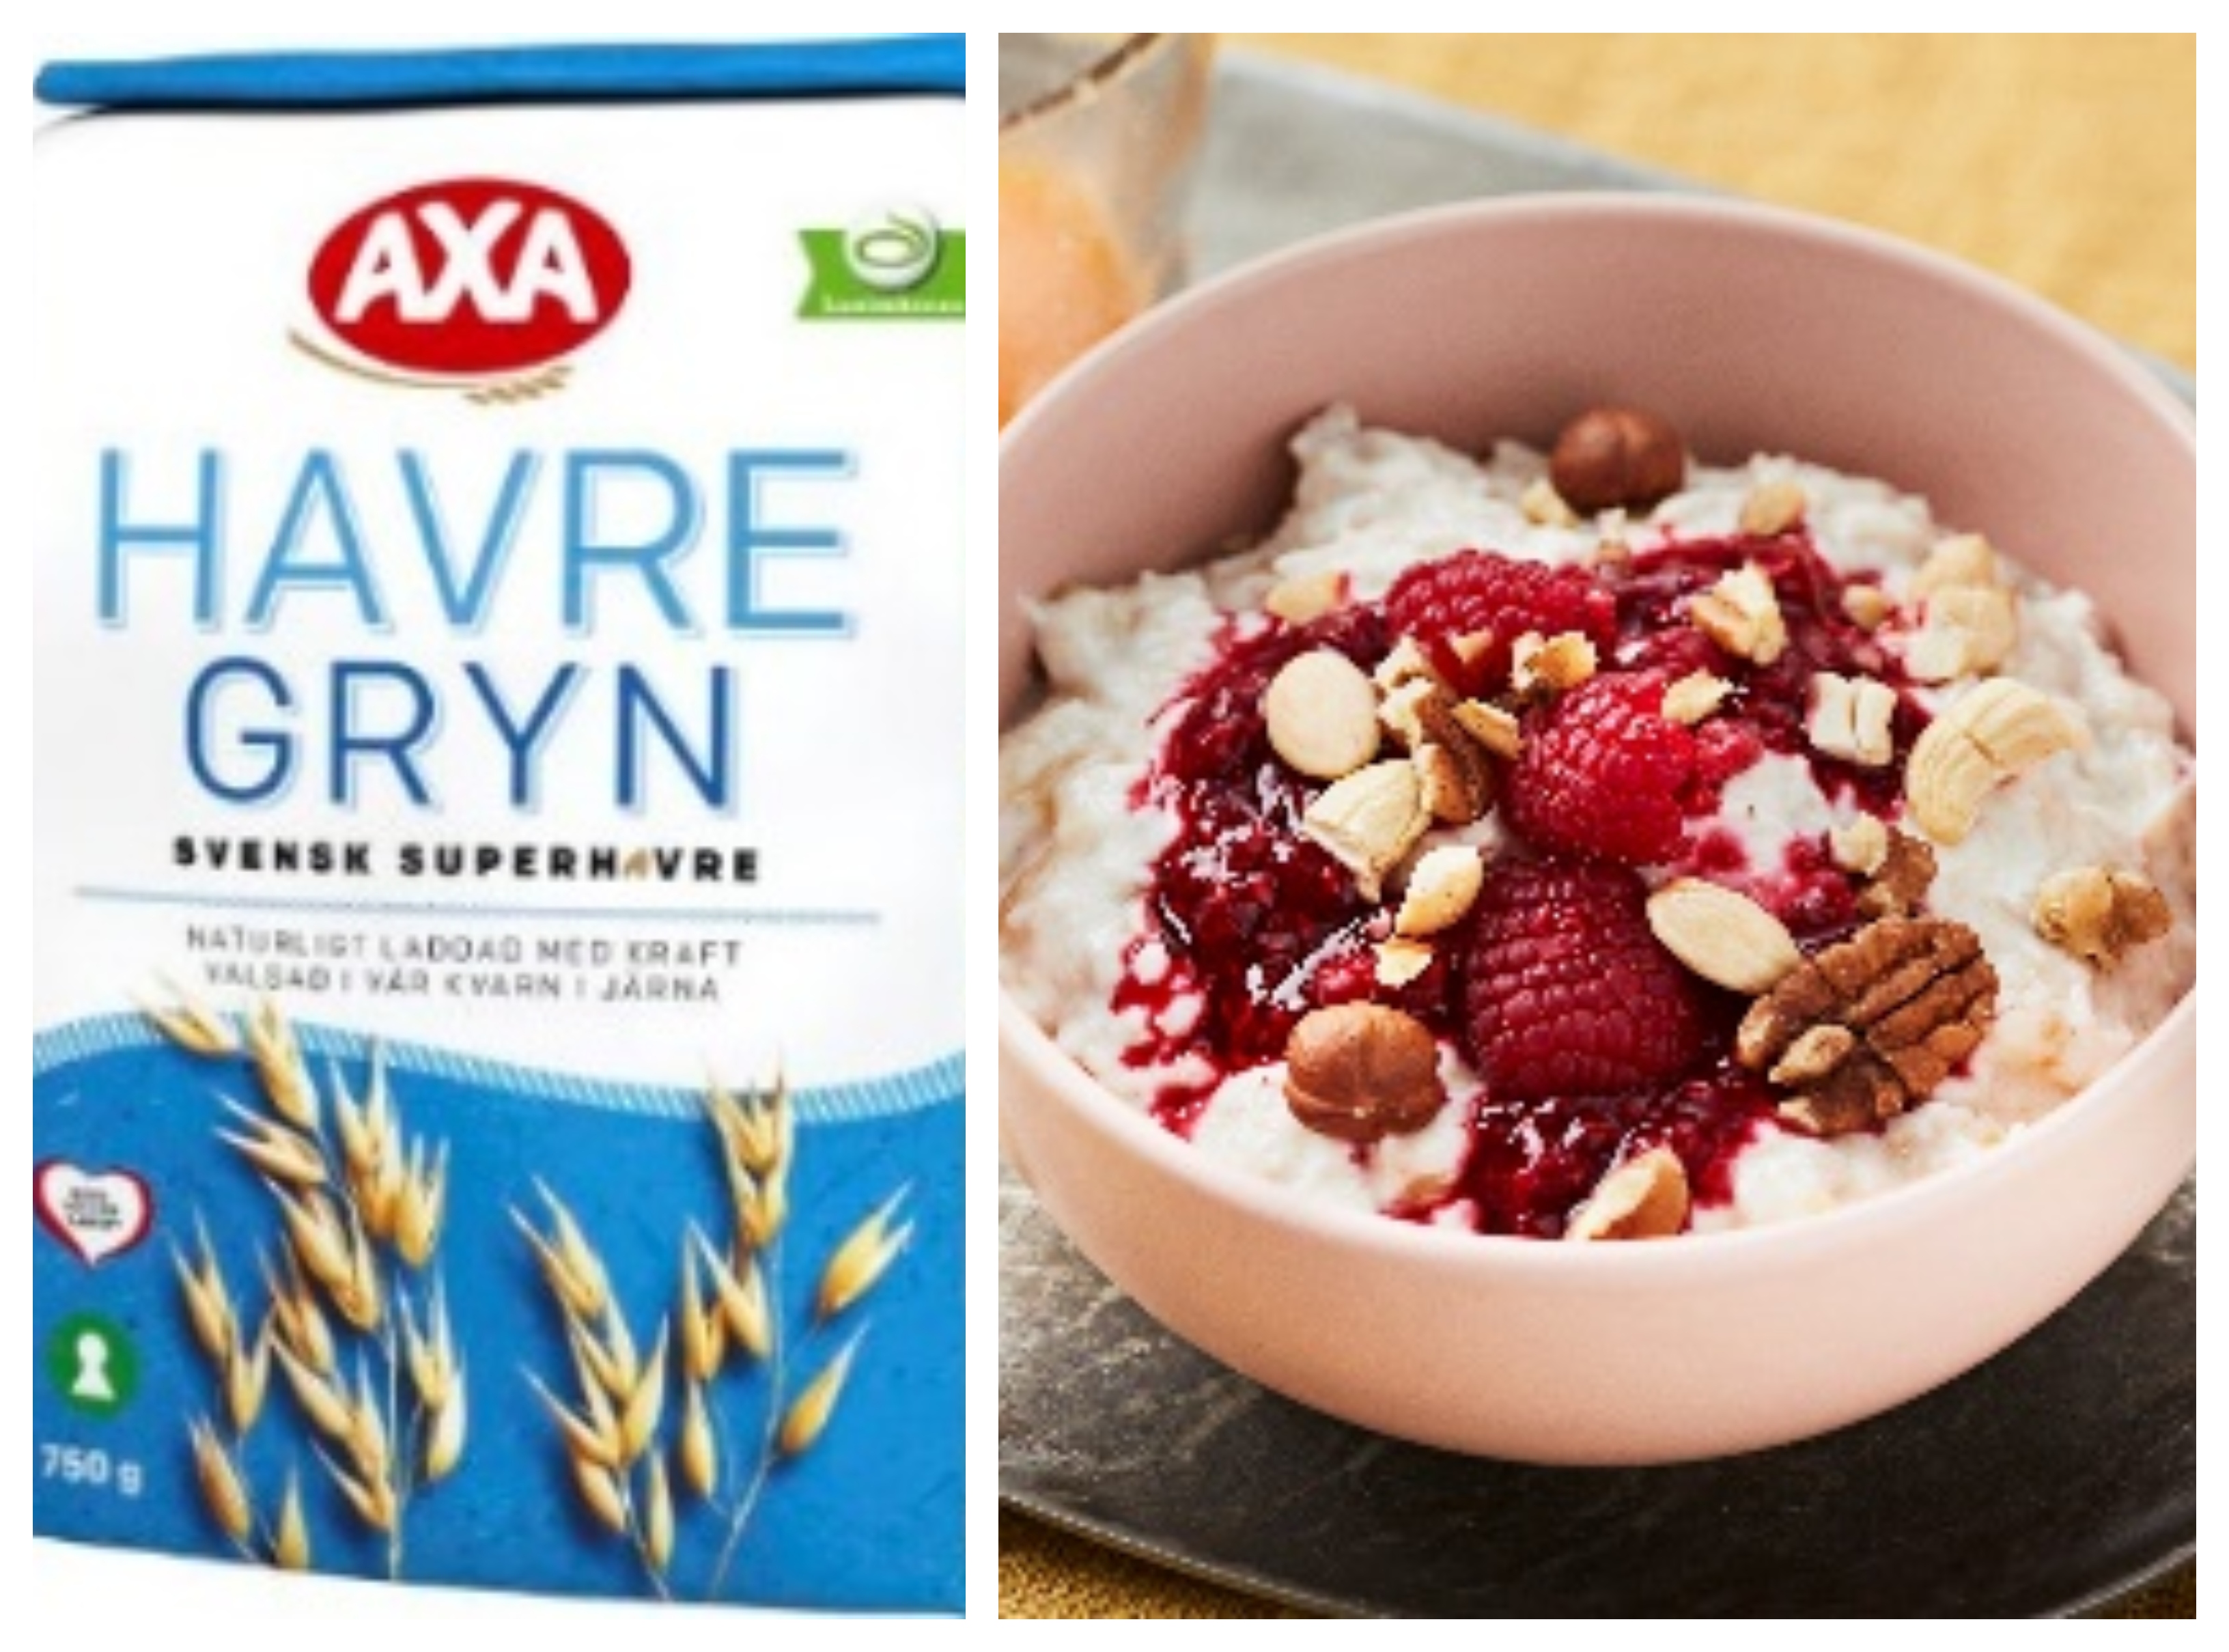 AXA
HAVRE
GRYN
SVENSK SUPERHAVRE
NATURLIGT LADDAD MED KRAFT
VALSAD I VÅR KVARN I JÄRNA
750 g